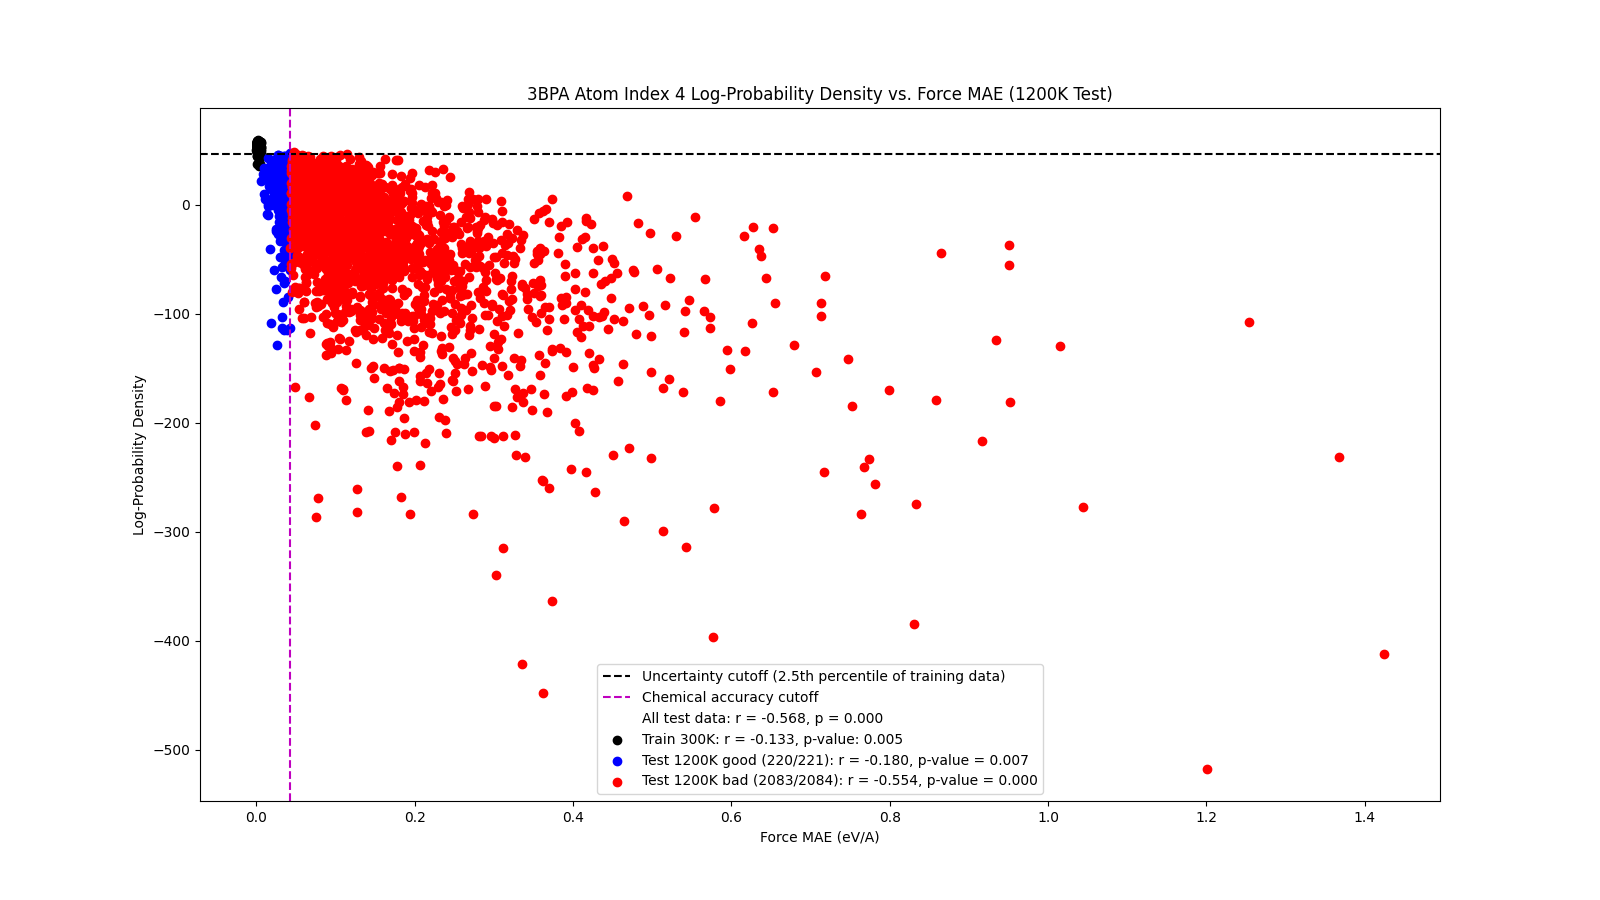 3BPA Atom Index 4 Log-Probability Density vs. Force MAE (1200K Test)
Log-Probability Density
0
−100
−200
−300
−400
−500
Uncertainty cutoff (2.5th percentile of training data)
Chemical accuracy cutoff
All test data: r = -0.568, p = 0.000
Train 300K: r = -0.133, p-value: 0.005
Test 1200K good (220/221): r = -0.180, p-value = 0.007
Test 1200K bad (2083/2084): r = -0.554, p-value = 0.000
0.0 0.2 0.4 0.6 0.8 1.0 1.2 1.4
Force MAE (eV/A)